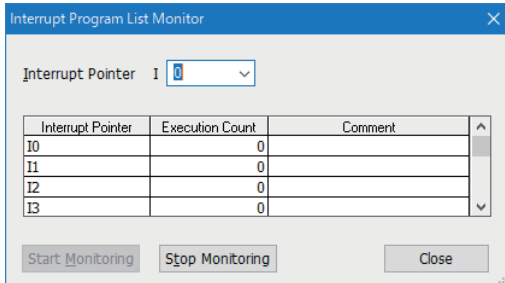 Interrupt Program List Monitor
Interrupt Pointer I 0
Interrupt Pointer Execution Count Comment
I0 0
I1 0
I2 0
I3 0
Start Monitoring Stop Monitoring Close